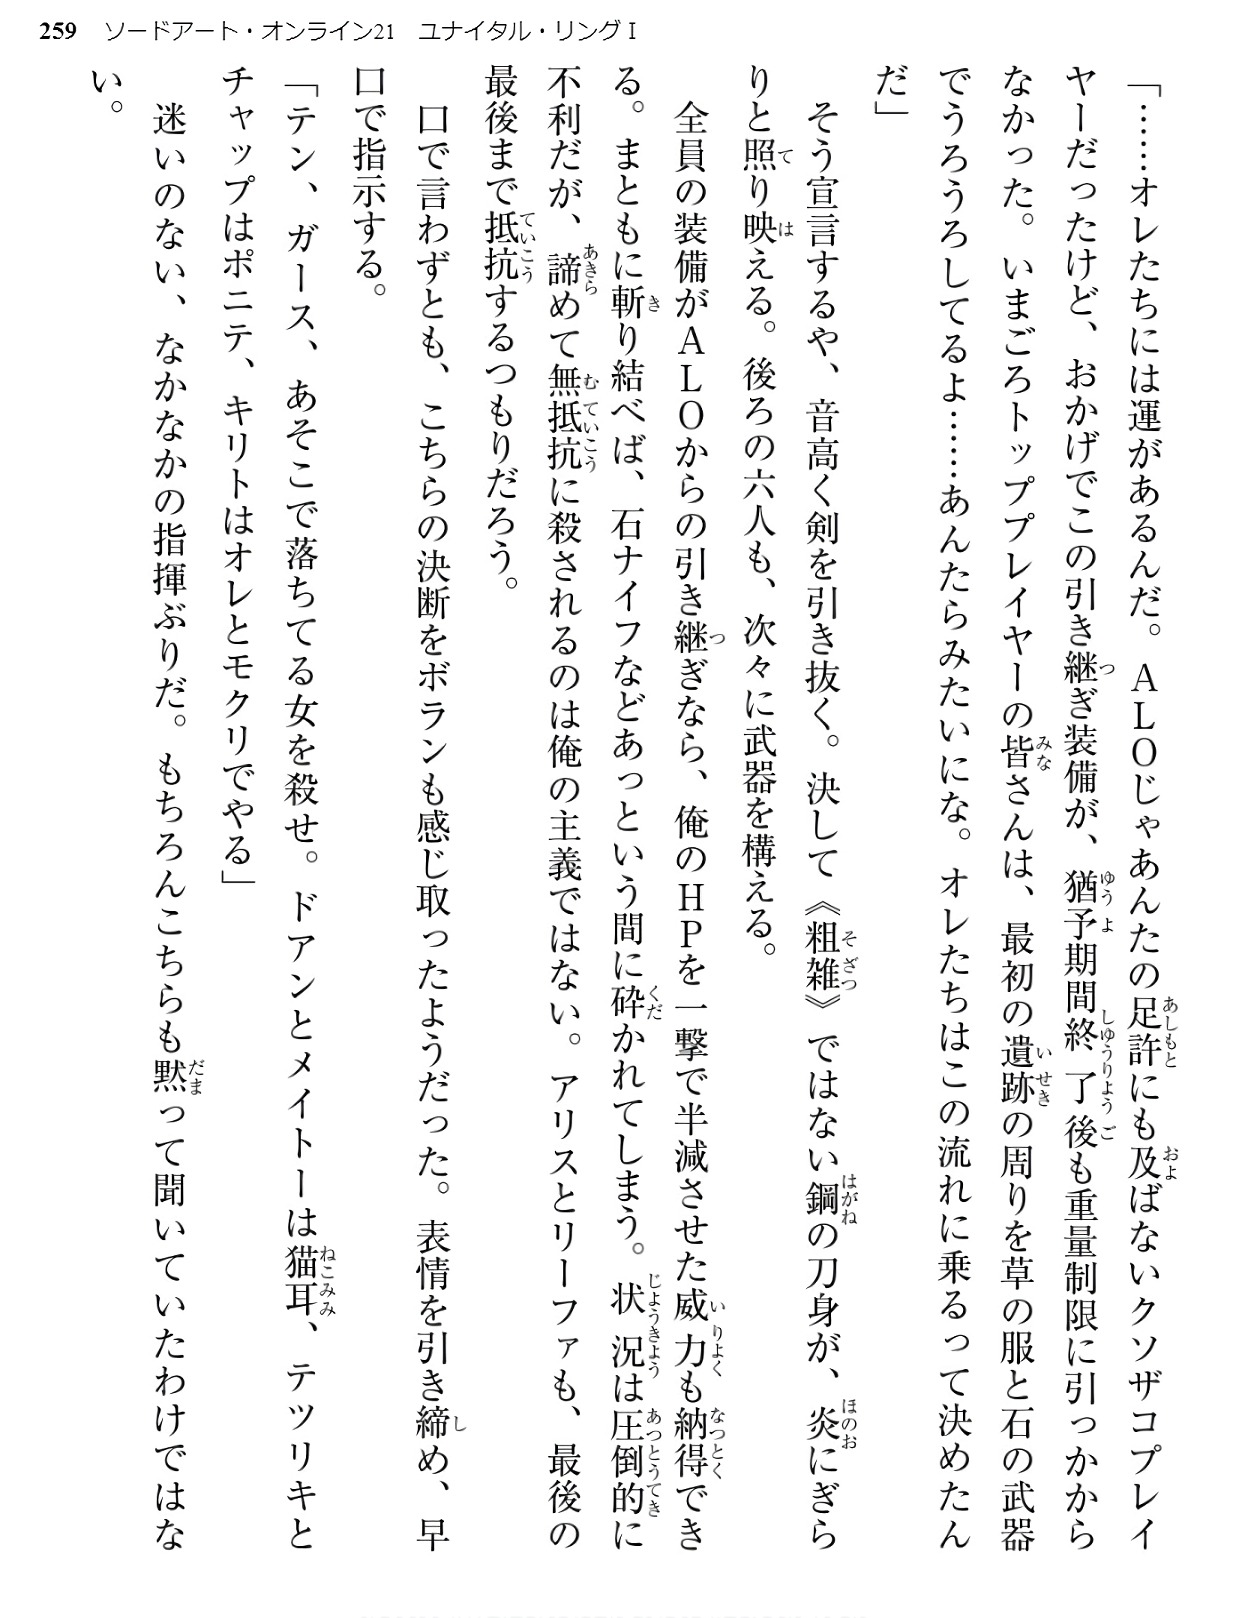 259 ソードアート・オンライン21 ユナイタル・リングⅠ
「……オレたちには運があるんだ。ＡＬＯじゃあんたの足許にも及ばないクソザコプレイ
ヤーだったけど、おかげでこの引き継ぎ装備が、猶予期間終了後も重量制限に引っかから
なかった。いまごろトッププレイヤーの皆さんは、最初の遺跡の周りを草の服と石の武器
でうろうろしてるよ……あんたらみたいにな。オレたちはこの流れに乗るって決めたん
だ」
そう宣言するや、音高く剣を引き抜く。決して《粗雑》ではない鋼の刀身が、炎にぎら
りと照り映える。後ろの六人も、次々に武器を構える。
全員の装備がＡＬＯからの引き継ぎなら、俺のＨＰを一撃で半減させた威力も納得でき
る。まともに斬り結べば、石ナイフなどあっという間に砕かれてしまう。状況は圧倒的に
不利だが、諦めて無抵抗に殺されるのは俺の主義ではない。アリスとリーファも、最後の
最後まで抵抗するつもりだろう。
口で言わずとも、こちらの決断をボランも感じ取ったようだった。表情を引き締め、早
口で指示する。
「テン、ガース、あそこで落ちてる女を殺せ。ドアンとメイトーは猫耳、テツリキと
チャップはポニテ、キリトはオレとモクリでやる」
迷いのない、なかなかの指揮ぶりだ。もちろんこちらも黙って聞いていたわけではな
い。